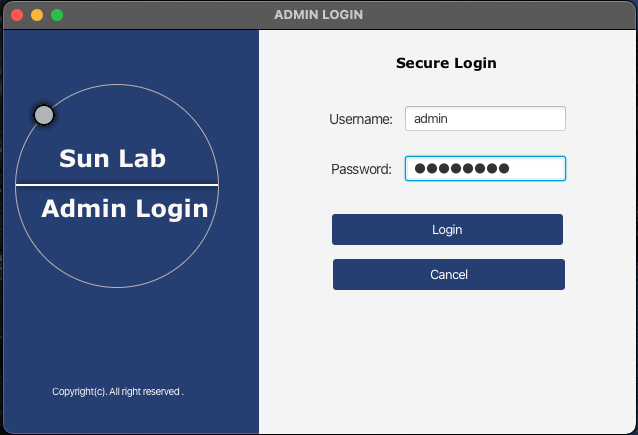 ADMIN LOGIN
Sun Lab
Admin Login
Copyright(c). All right reserved .
Secure Login
Username: admin
Password: ●●●●●●●●
Login
Cancel